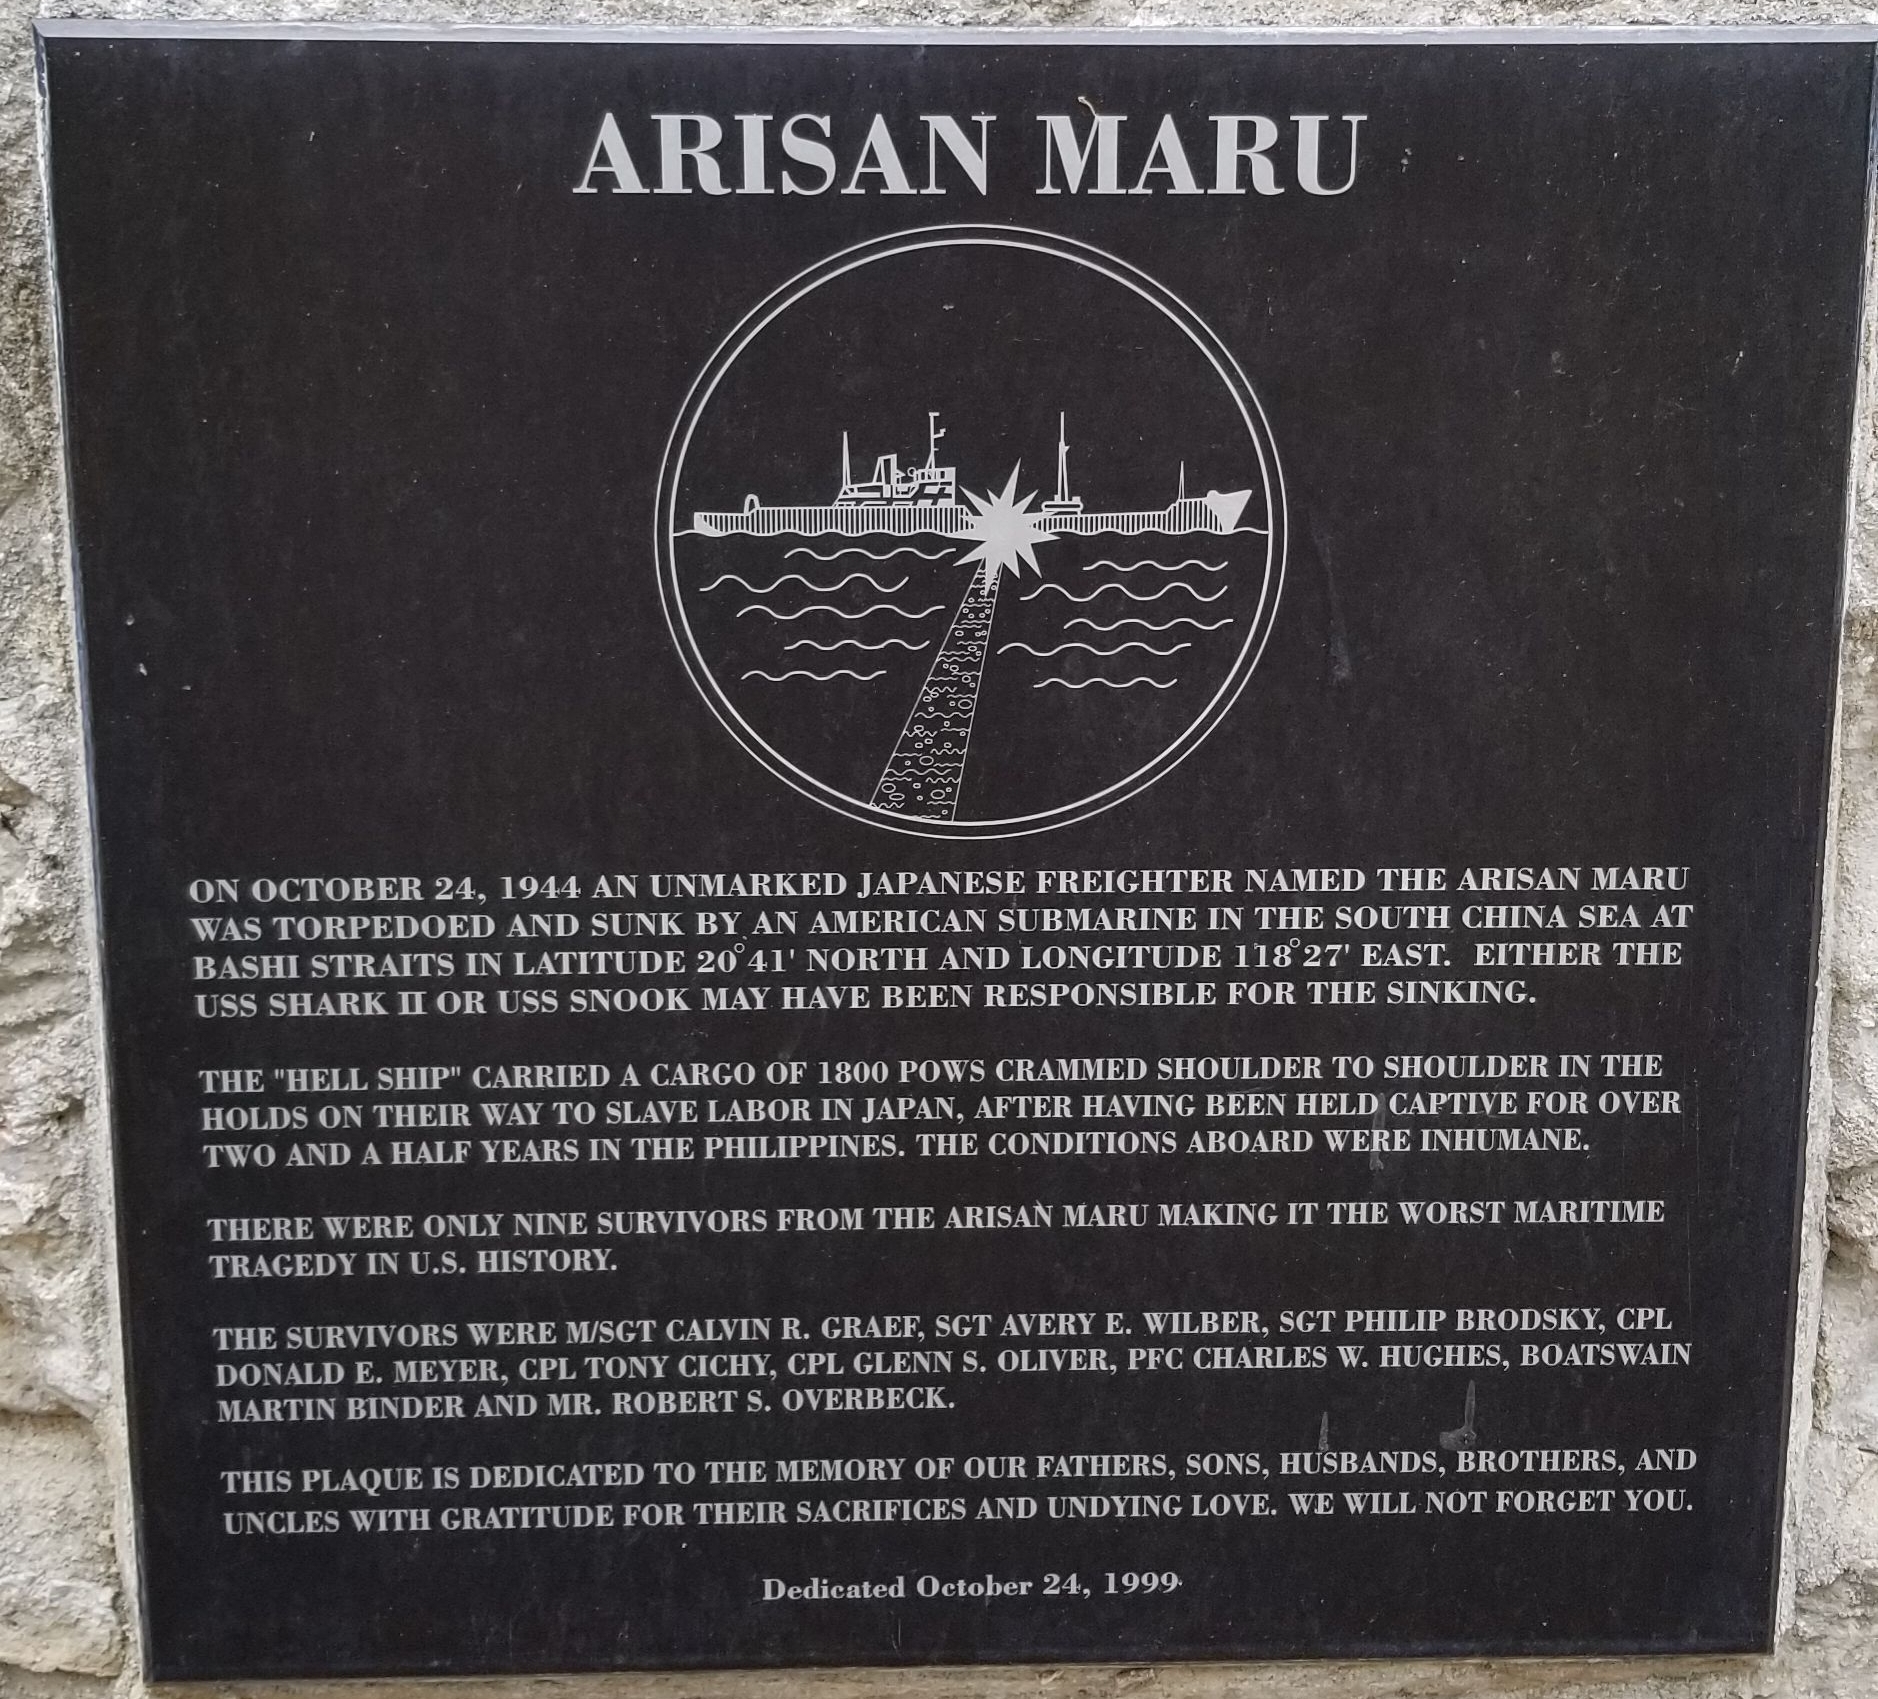 ARISAN MARU
ON OCTOBER 24, 1944 AN UNMARKED JAPANESE FREIGHTER NAMED THE ARISAN MARU
WAS TORPEDOED AND SUNK BY AN AMERICAN SUBMARINE IN THE SOUTH CHINA SEA AT
BASHI STRAITS IN LATITUDE 20°41' NORTH AND LONGITUDE 118°27' EAST.  EITHER THE
USS SHARK II OR USS SNOOK MAY HAVE BEEN RESPONSIBLE FOR THE SINKING.
THE "HELL SHIP" CARRIED A CARGO OF 1800 POWS CRAMMED SHOULDER TO SHOULDER IN THE
HOLDS ON THEIR WAY TO SLAVE LABOR IN JAPAN, AFTER HAVING BEEN HELD CAPTIVE FOR OVER
TWO AND A HALF YEARS IN THE PHILIPPINES. THE CONDITIONS ABOARD WERE INHUMANE.
THERE WERE ONLY NINE SURVIVORS FROM THE ARISAN MARU MAKING IT THE WORST MARITIME
TRAGEDY IN U.S. HISTORY.
THE SURVIVORS WERE M/SGT CALVIN R. GRAEF, SGT AVERY E. WILBER, SGT PHILIP BRODSKY, CPL
DONALD E. MEYER, CPL TONY CICHY, CPL GLENN S. OLIVER, PFC CHARLES W. HUGHES, BOATSWAIN
MARTIN BINDER AND MR. ROBERT S. OVERBECK.
THIS PLAQUE IS DEDICATED TO THE MEMORY OF OUR FATHERS, SONS, HUSBANDS, BROTHERS, AND
UNCLES WITH GRATITUDE FOR THEIR SACRIFICES AND UNDYING LOVE. WE WILL NOT FORGET YOU.
Dedicated October 24, 1999